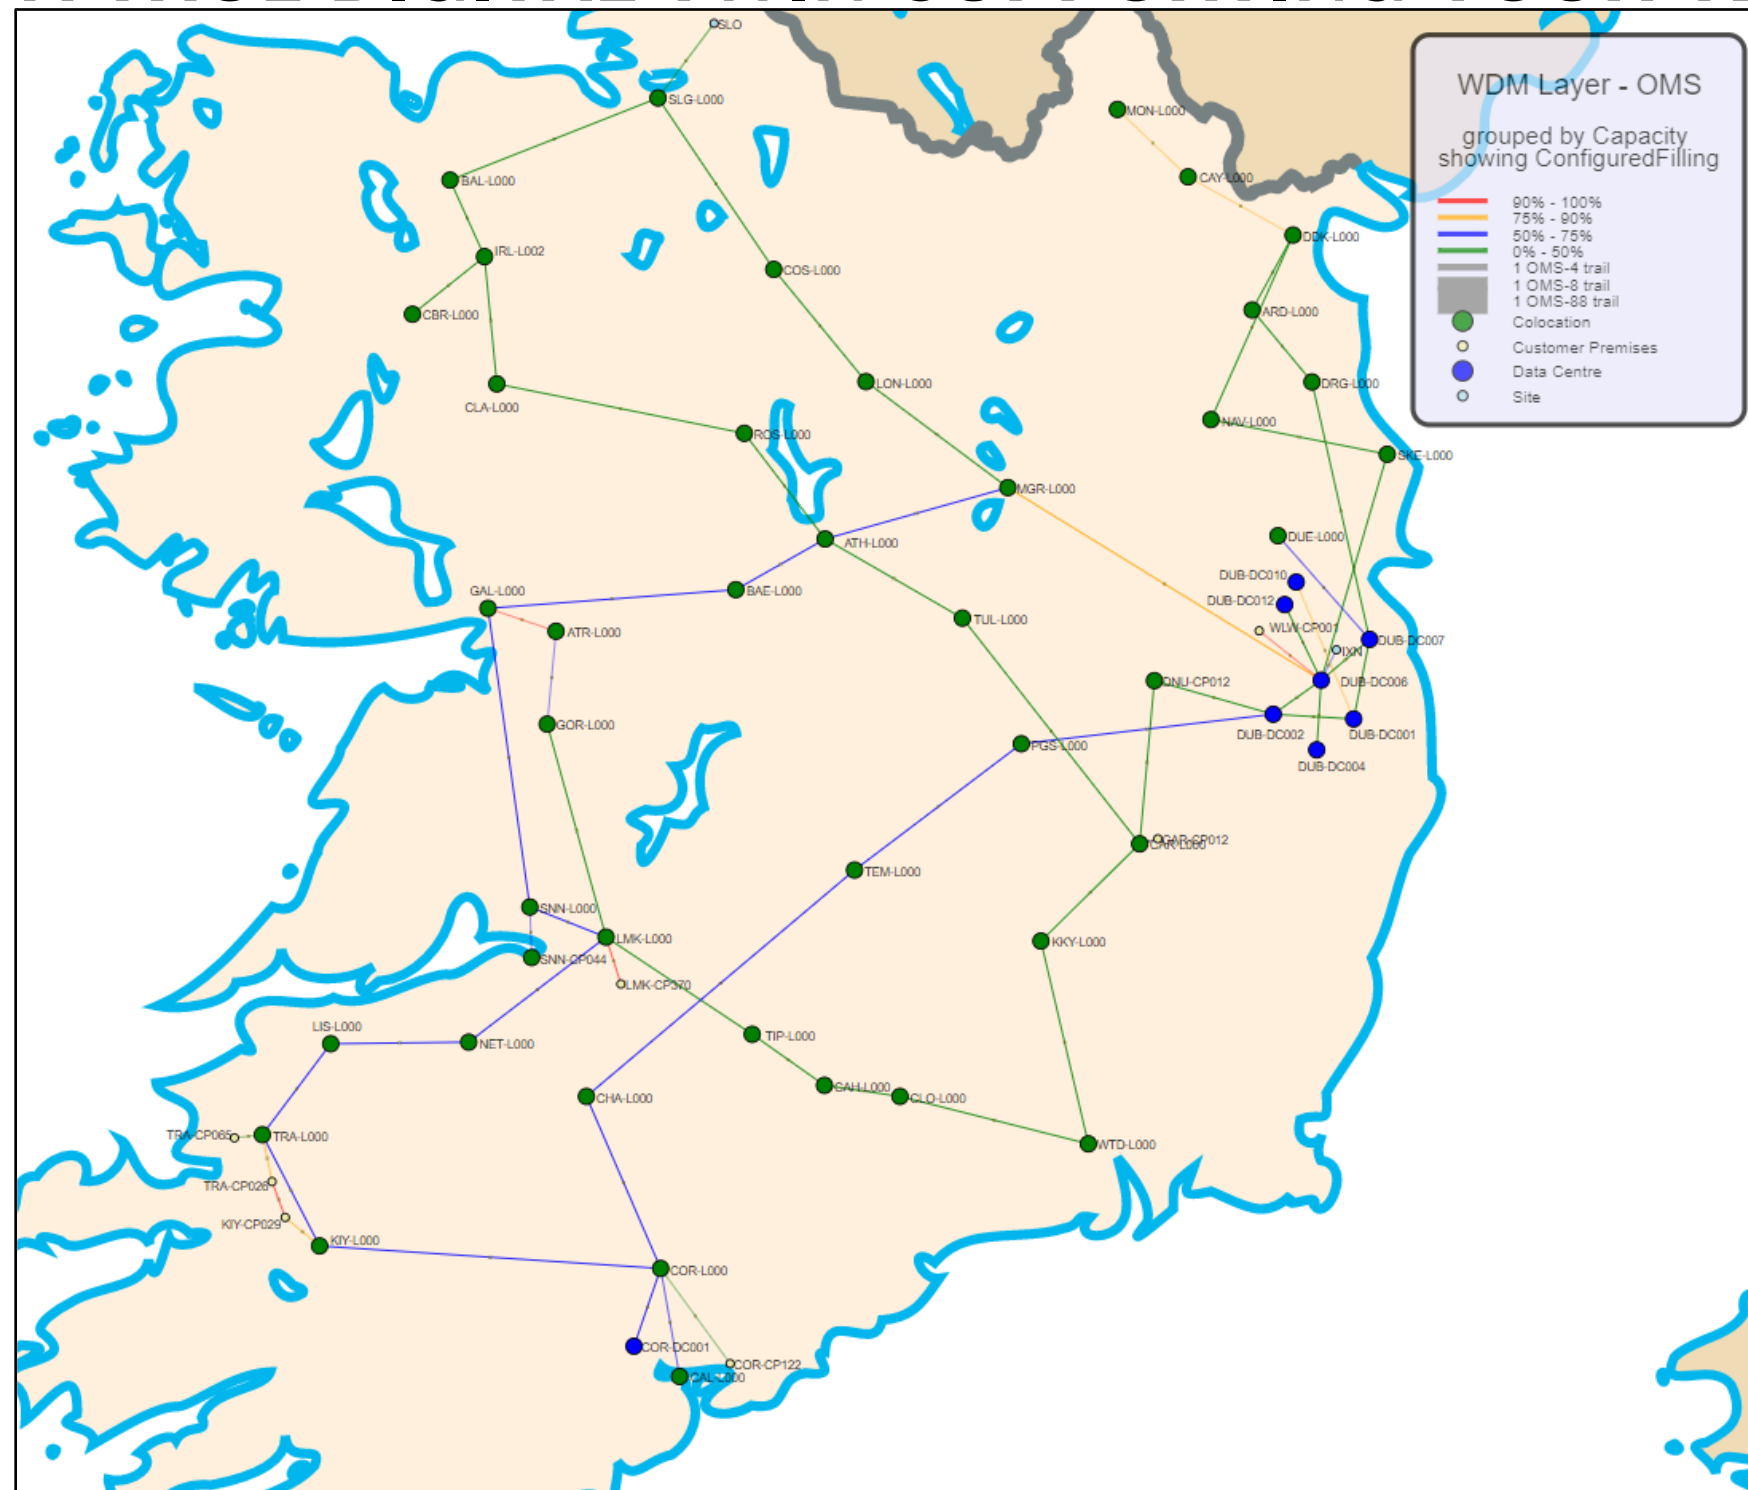 SLO
SLG-L000
MON-L000
WDM Layer - OMS
grouped by Capacity
showing ConfiguredFilling
90% - 100%
75% - 90%
50% - 75%
0% - 50%
1 OMS-4 trail
1 OMS-8 trail
1 OMS-88 trail
Colocation
Customer Premises
Data Centre
Site
BAL-L000
CAY-L000
DDK-L000
IRL-L002
COS-L000
CBR-L000
ARD-L000
LON-L000
DRG-L000
CLA-L000
NAV-L000
ROS-L000
SKE-L000
MGR-L000
DUE-L000
ATH-L000
DUB-DC010
GAL-L000
BAE-L000
DUB-DC012
TUL-L000
WLW-CP001
ATR-L000
DUB-DC007
IXN
DNU-CP012
DUB-DC006
GOR-L000
DUB-DC002
DUB-DC001
PGS-L000
DUB-DC004
CAR-CP012
CAR-L000
TEM-L000
SNN-L000
LMK-L000
KKY-L000
SNN-CP044
LMK-CP370
LIS-L000
NET-L000
TIP-L000
CAH-L000
CHA-L000
CLO-L000
TRA-CP065
TRA-L000
WTD-L000
TRA-CP026
KIY-CP029
KIY-L000
COR-L000
COR-DC001
COR-CP122
CAL-L000